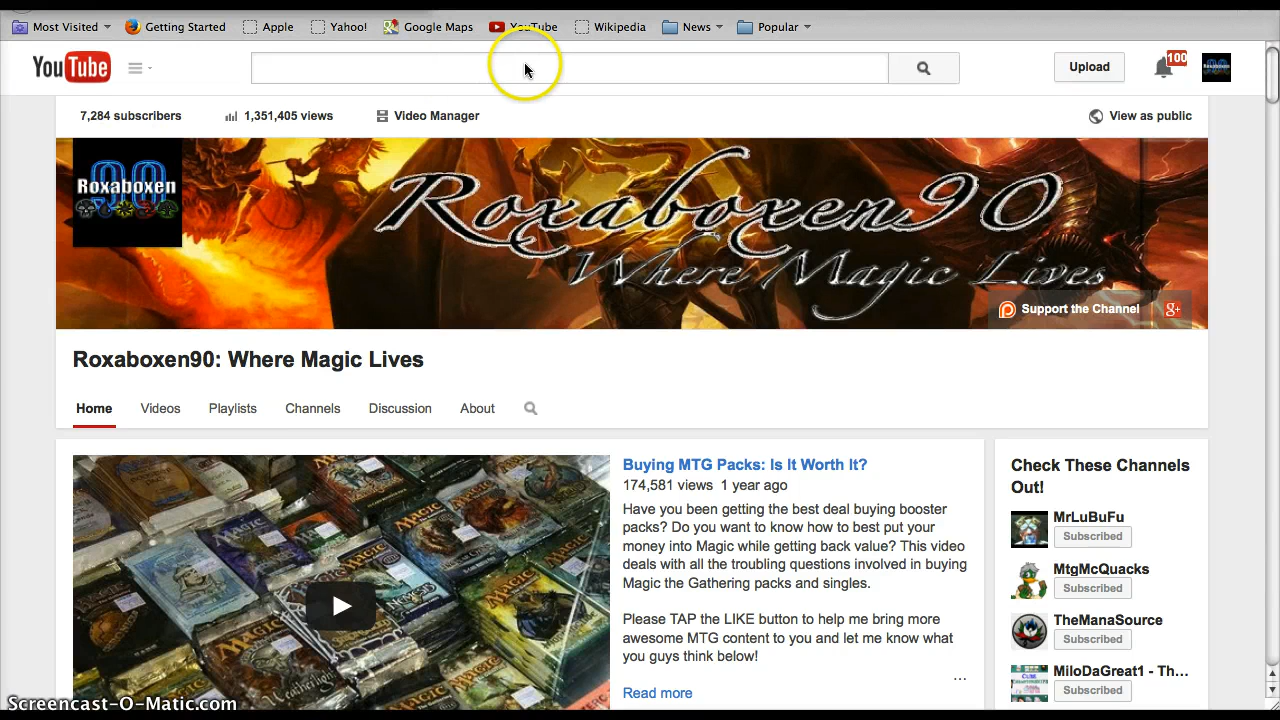 Most Visited Getting Started Apple Yahoo! Google Maps YouTube Wikipedia News Popular
YouTube Upload 100
7,284 subscribers 1,351,405 views Video Manager View as public
90
Roxaboxen
Roxaboxen90
Where Magic Lives
Support the Channel g+
Roxaboxen90: Where Magic Lives
Home Videos Playlists Channels Discussion About
Buying MTG Packs: Is It Worth It?
174,581 views 1 year ago
Have you been getting the best deal buying booster
packs? Do you want to know how to best put your
money into Magic while getting back value? This video
deals with all the troubling questions involved in buying
Magic the Gathering packs and singles.
Please TAP the LIKE button to help me bring more
awesome MTG content to you and let me know what
you guys think below!
...
Read more
Check These Channels
Out!
MrLuBuFu
Subscribed
MtgMcQuacks
Subscribed
TheManaSource
Subscribed
MiloDaGreat1 - Th...
Subscribed
Screencast-O-Matic.com